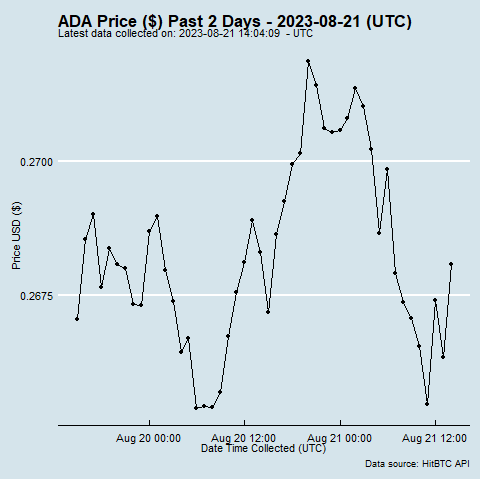 ADA Price ($) Past 2 Days - 2023-08-21 (UTC)
Latest data collected on: 2023-08-21 14:04:09 - UTC
0.2700
0.2675
Price USD ($)
Aug 20 00:00 Aug 20 12:00 Aug 21 00:00 Aug 21 12:00
Date Time Collected (UTC)
Data source: HitBTC API